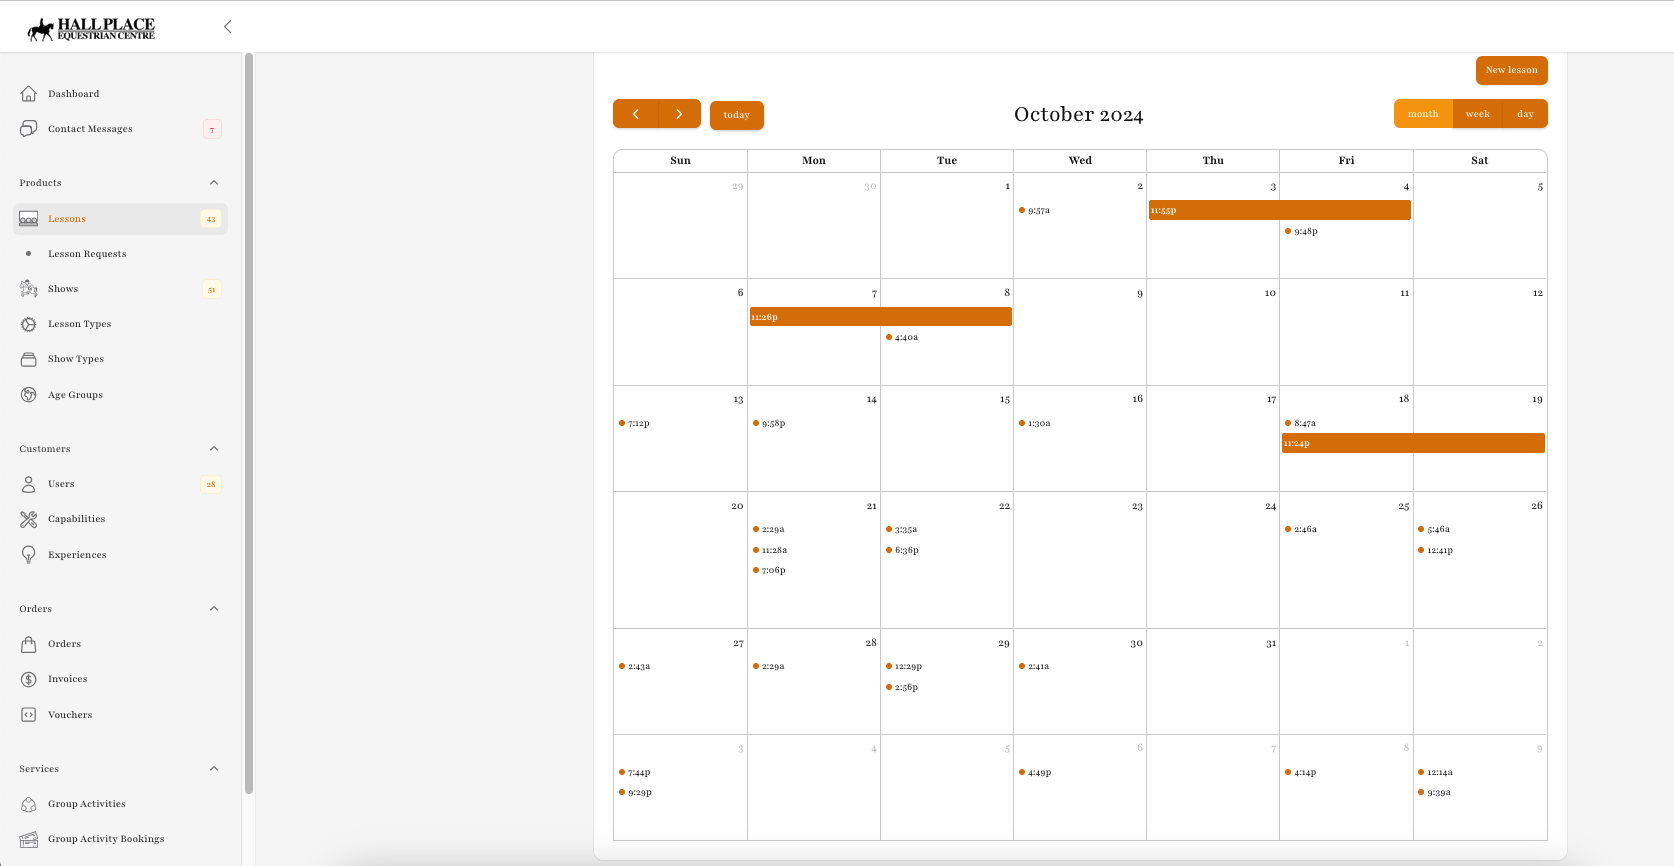 HALL PLACE
EQUESTRIAN CENTRE
Dashboard
Contact Messages 7
Products
Lessons 43
Lesson Requests
Shows 51
Lesson Types
Show Types
Age Groups
Customers
Users 28
Capabilities
Experiences
Orders
Orders
Invoices
Vouchers
Services
Group Activities
Group Activity Bookings
New lesson
today October 2024 month week day
Sun Mon Tue Wed Thu Fri Sat
29 30 1 2 3 4 5
9:57a 11:55p
9:48p
6 7 8 9 10 11 12
11:26p
4:40a
13 14 15 16 17 18 19
7:12p 9:58p 1:30a 8:47a
11:24p
20 21 22 23 24 25 26
2:29a 3:35a 2:46a 5:46a
11:28a 6:36p 12:41p
7:06p
27 28 29 30 31 1 2
2:43a 2:29a 12:29p 2:41a
2:56p
3 4 5 6 7 8 9
7:44p 4:49p 4:14p 12:14a
9:29p 9:39a